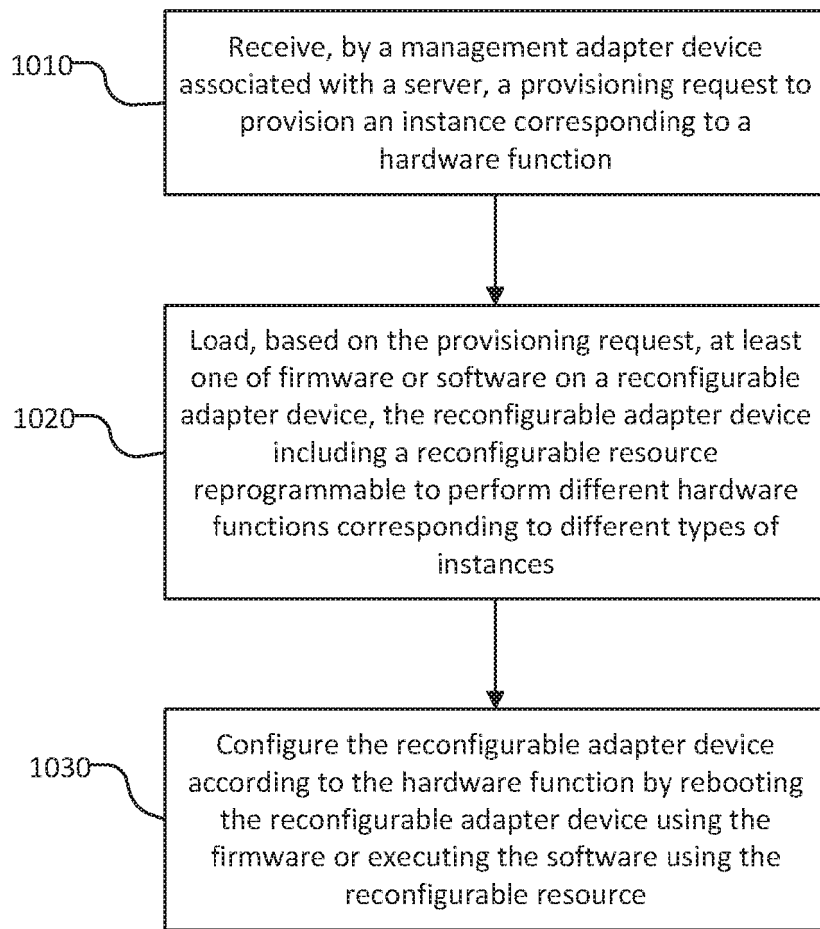 1010
Receive, by a management adapter device
associated with a server, a provisioning request to
provision an instance corresponding to a
hardware function
1020
Load, based on the provisioning request, at least
one of firmware or software on a reconfigurable
adapter device, the reconfigurable adapter device
including a reconfigurable resource
reprogrammable to perform different hardware
functions corresponding to different types of
instances
1030
Configure the reconfigurable adapter device
according to the hardware function by rebooting
the reconfigurable adapter device using the
firmware or executing the software using the
reconfigurable resource